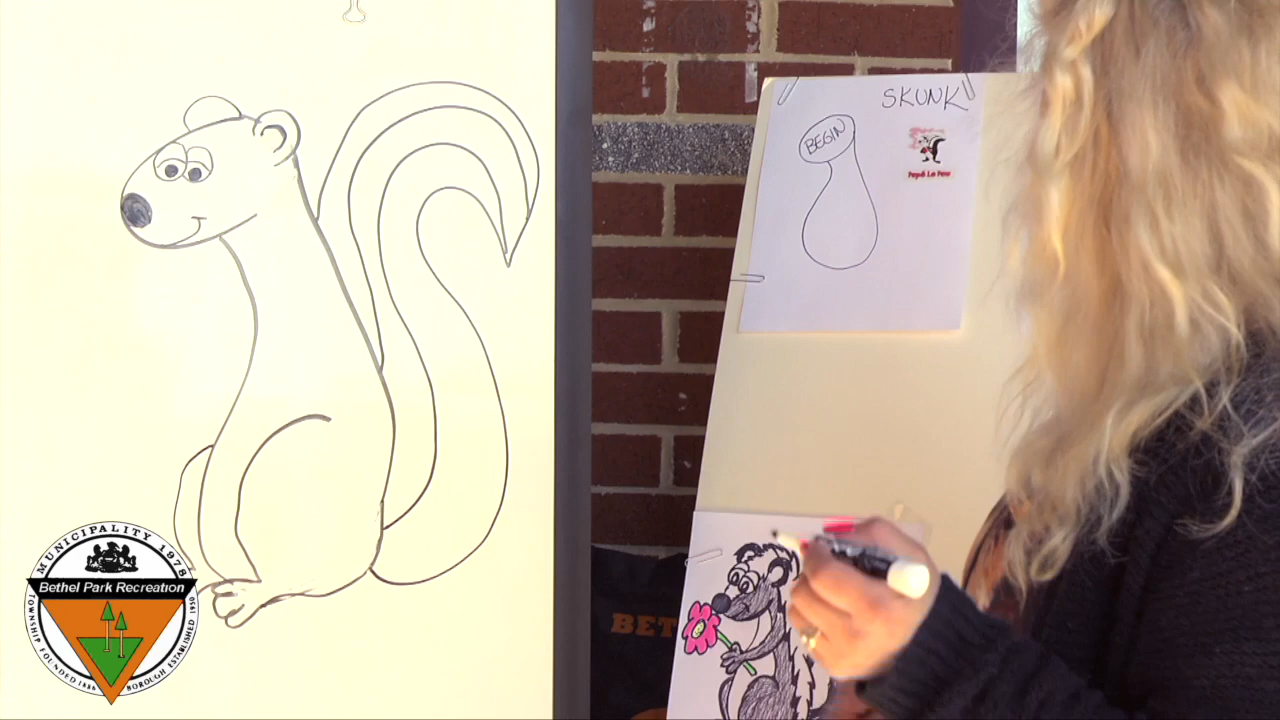 SKUNK
BEGIN
Pepé Le Pew
MUNICIPALITY 1978
Bethel Park Recreation
TOWNSHIP FOUNDED 1886
BOROUGH ESTABLISHED 1950
BET